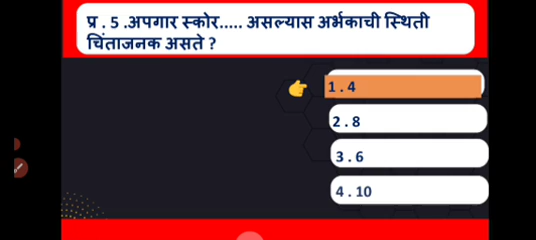 प्र . 5 .अपगार स्कोर..... असल्यास अर्भकाची स्थिती
चिंताजनक असते ?
1 . 4
2 . 8
3 . 6
4 . 10